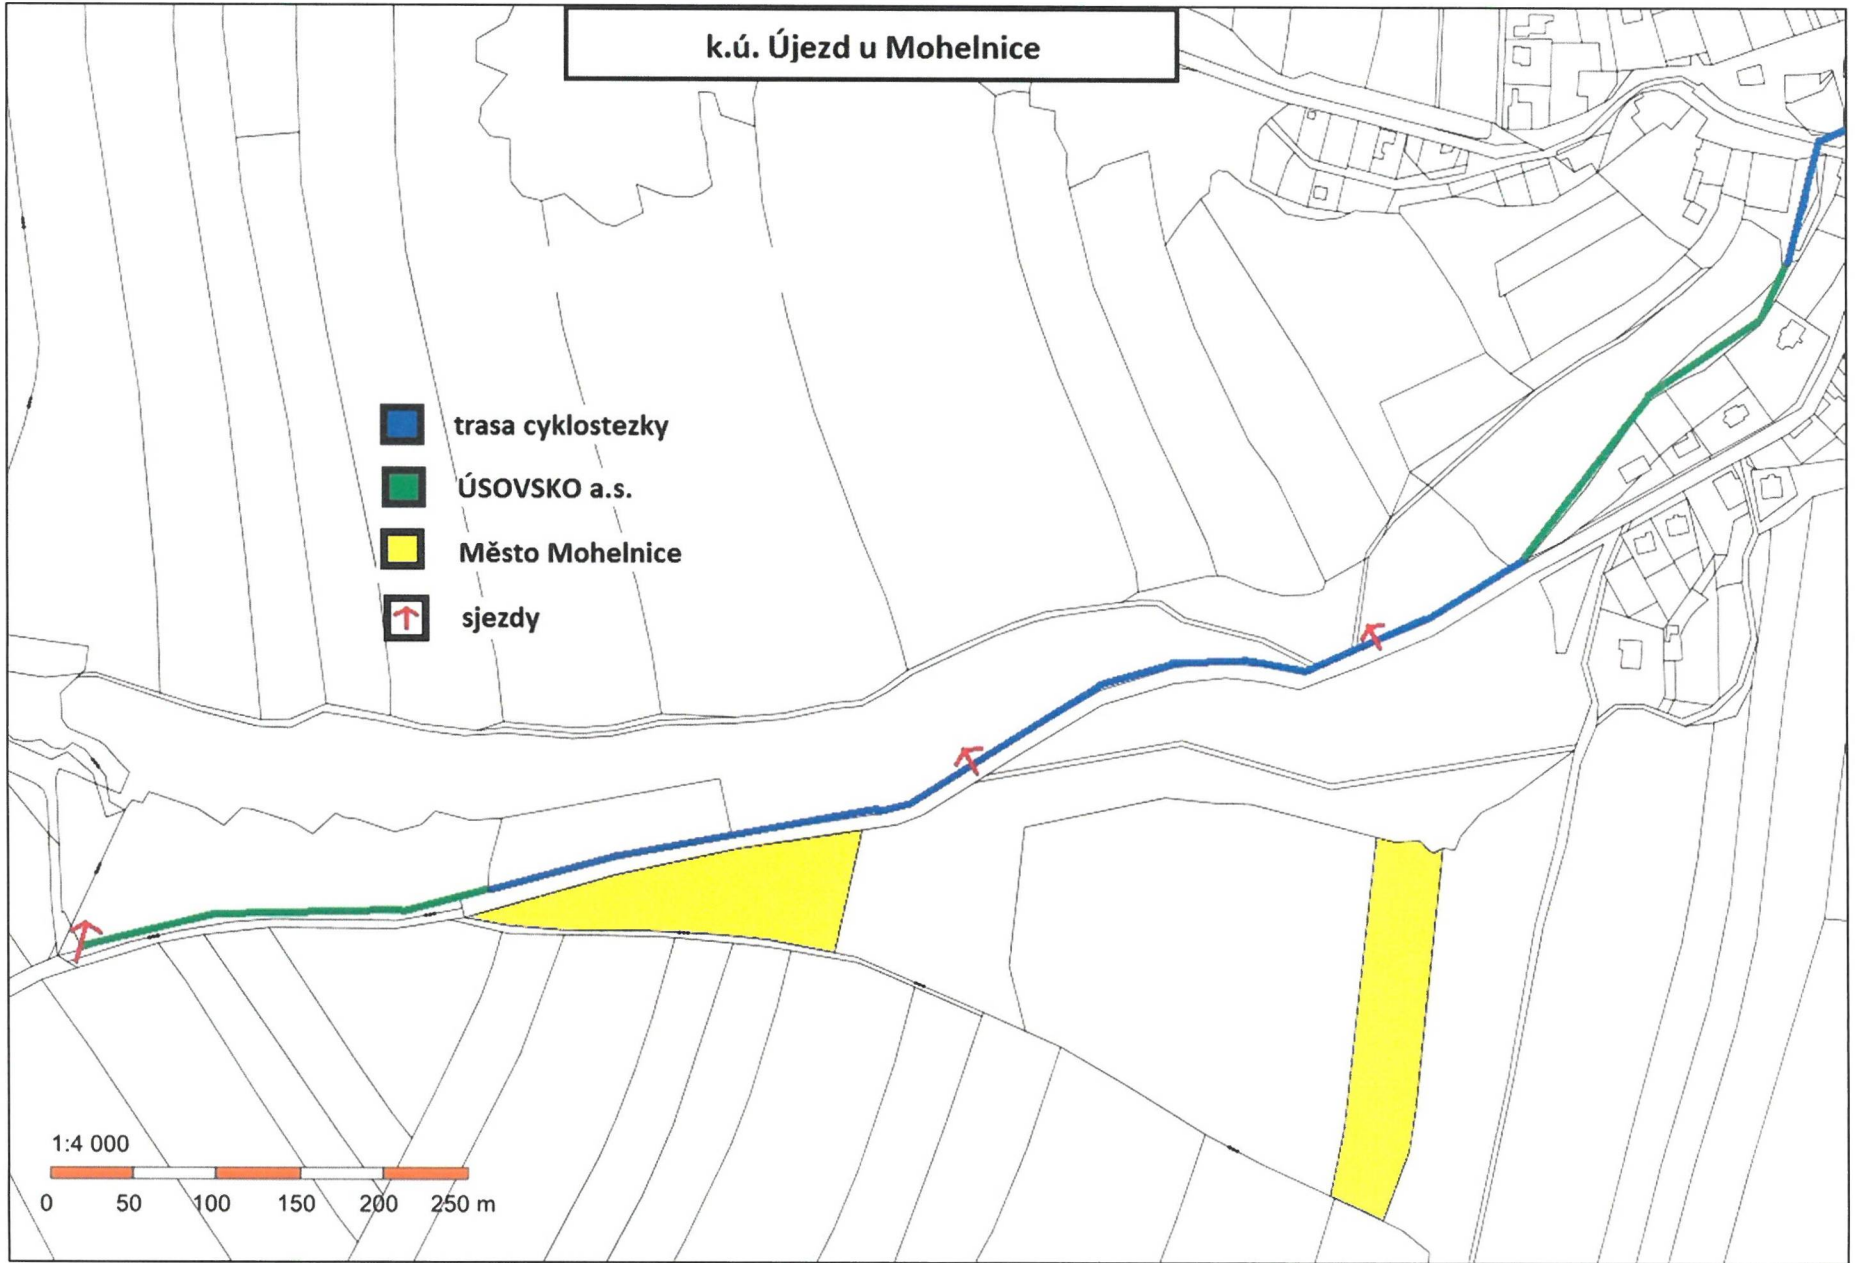 k.ú. Újezd u Mohelnice
trasa cyklostezky
ÚSOVSKO a.s.
Město Mohelnice
sjezdy
1:4 000
0 50 100 150 200 250 m